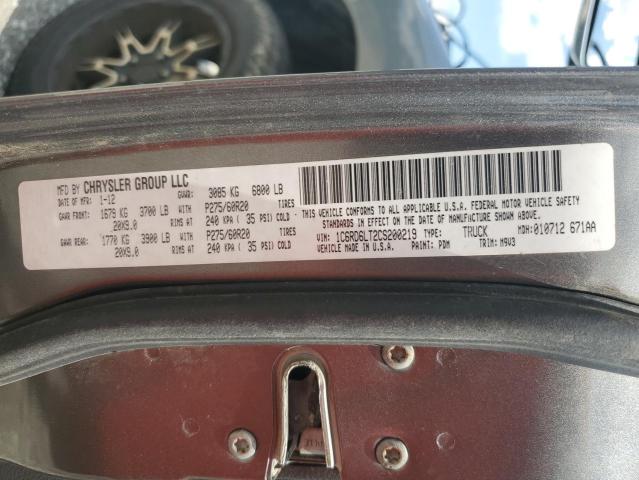 MFD BY CHRYSLER GROUP LLC
DATE OF MFR: 1-12 3085 KG 6800 LB
GAWR FRONT: 1679 KG 3700 LB WITH P275/60R20 TIRES
20X9.0 RIMS AT 240 KPA ( 35 PSI) COLD
GAWR REAR: 1770 KG 3900 LB WITH P275/60R20 TIRES
20X9.0 RIMS AT 240 KPA ( 35 PSI) COLD
THIS VEHICLE CONFORMS TO ALL APPLICABLE U.S.A. FEDERAL MOTOR VEHICLE SAFETY
STANDARDS IN EFFECT ON THE DATE OF MANUFACTURE SHOWN ABOVE.
VIN: 1C6RD6LT2CS200219 TYPE: TRUCK MDH:010712 671AA
VEHICLE MADE IN U.S.A. PAINT: PDM TRIM: M9V3